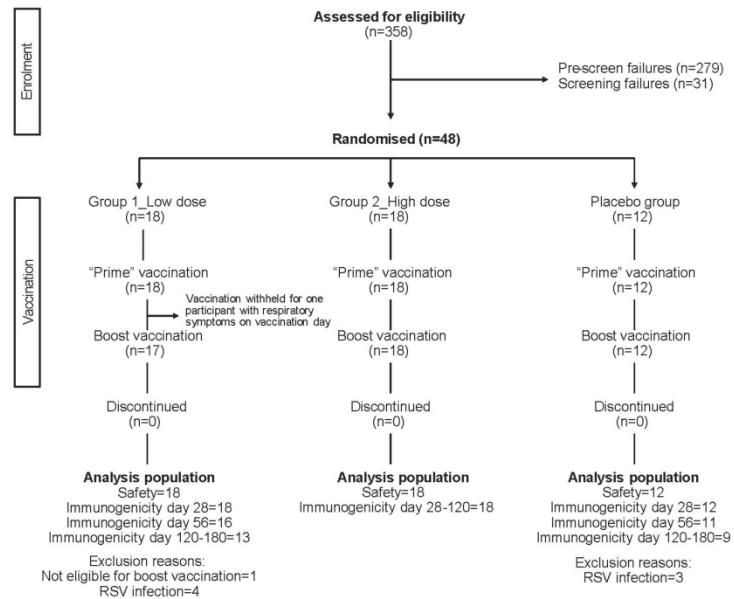 Enrolment
Assessed for eligibility
(n=358)
Pre-screen failures (n=279)
Screening failures (n=31)
Randomised (n=48)
Vaccination
Group 1_Low dose
(n=18)
"Prime" vaccination
(n=18)
Vaccination withheld for one
participant with respiratory
symptoms on vaccination day
Boost vaccination
(n=17)
Discontinued
(n=0)
Analysis population
Safety=18
Immunogenicity day 28=18
Immunogenicity day 56=16
Immunogenicity day 120-180=13
Exclusion reasons:
Not eligible for boost vaccination=1
RSV infection=4
Group 2_High dose
(n=18)
"Prime" vaccination
(n=18)
Boost vaccination
(n=18)
Discontinued
(n=0)
Analysis population
Safety=18
Immunogenicity day 28-120=18
Placebo group
(n=12)
"Prime" vaccination
(n=12)
Boost vaccination
(n=12)
Discontinued
(n=0)
Analysis population
Safety=12
Immunogenicity day 28=12
Immunogenicity day 56=11
Immunogenicity day 120-180=9
Exclusion reasons:
RSV infection=3